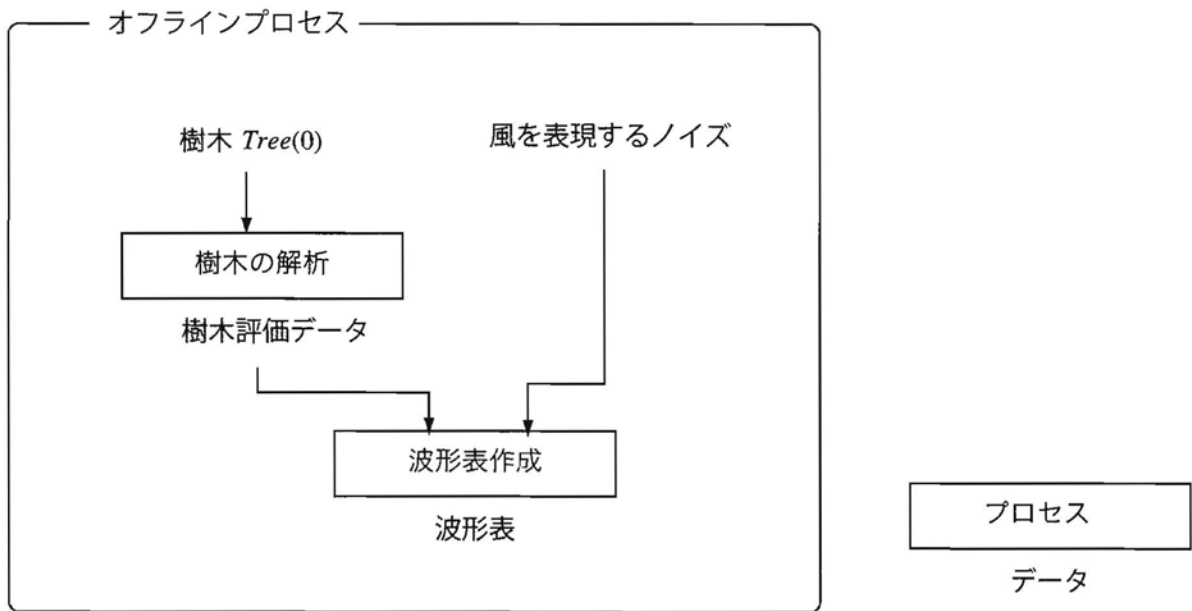 オフラインプロセス
樹木 Tree(0)
風を表現するノイズ
樹木の解析
樹木評価データ
波形表作成
波形表
プロセス
データ